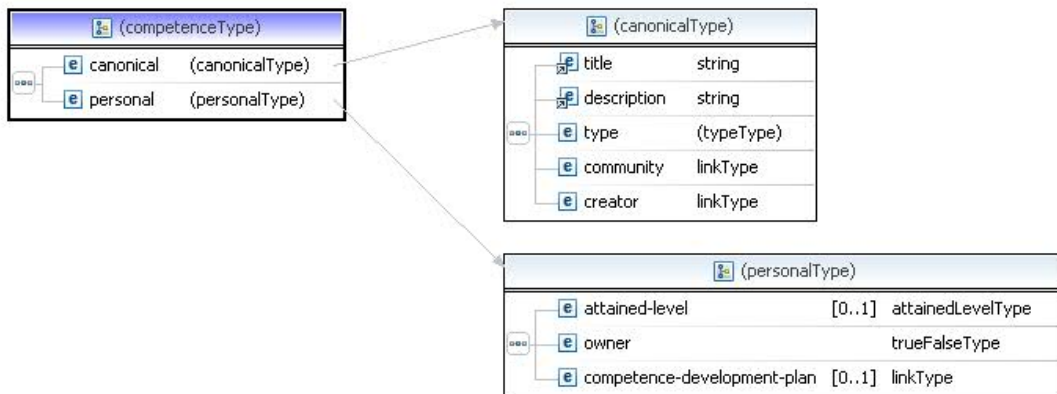 (competenceType)
e canonical (canonicalType)
e personal (personalType)
(canonicalType)
e title string
e description string
e type (typeType)
e community linkType
e creator linkType
(personalType)
e attained-level [0..1] attainedLevelType
e owner trueFalseType
e competence-development-plan [0..1] linkType